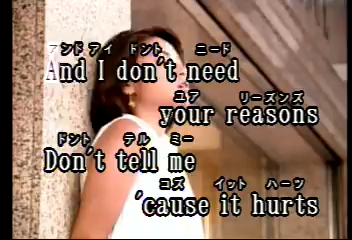 アンド アイ ドント ニード
And I don't need
ユア リーズンズ
your reasons
ドント テル ミー
Don't tell me
コズ イット ハーツ
'cause it hurts